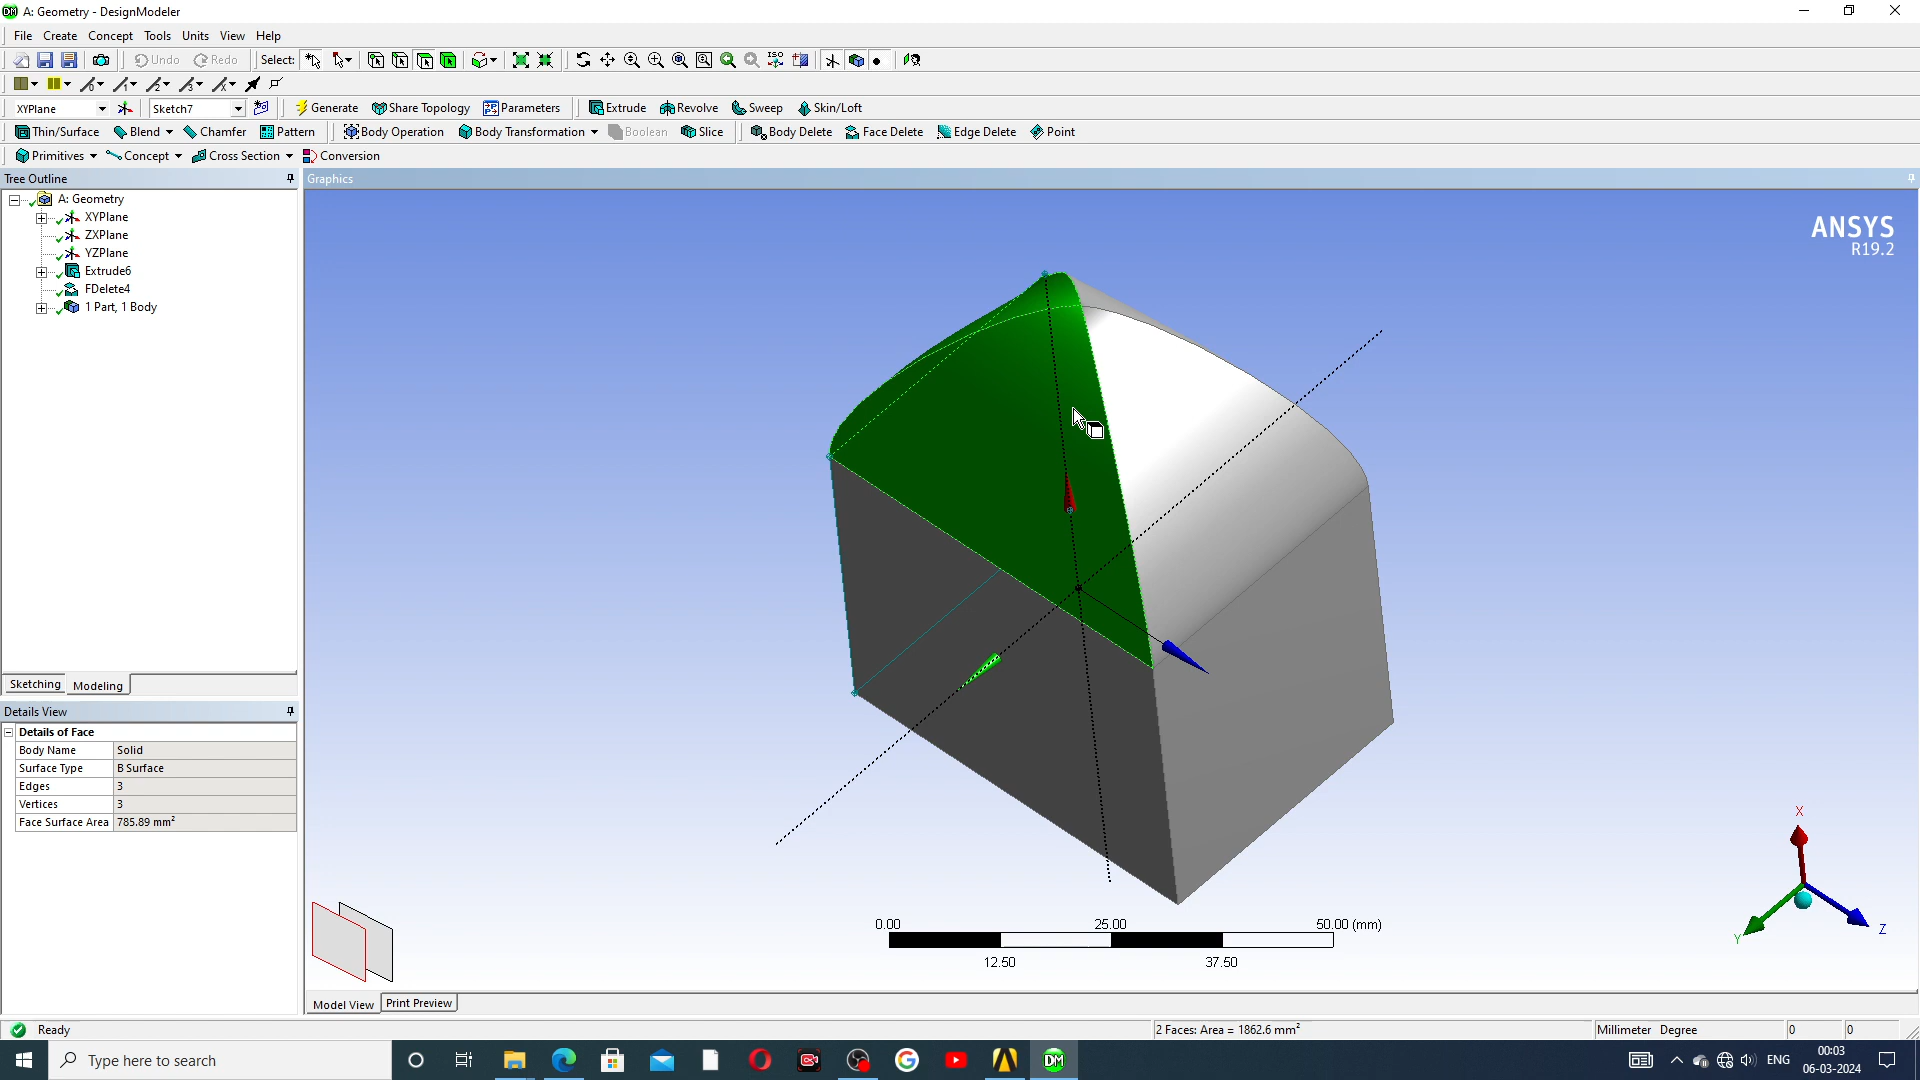 A: Geometry - DesignModeler
File Create Concept Tools Units View Help
Undo Redo Select:
XYPlane Sketch7 Generate Share Topology Parameters Extrude Revolve Sweep Skin/Loft
Thin/Surface Blend Chamfer Pattern Body Operation Body Transformation Boolean Slice Body Delete Face Delete Edge Delete Point
Primitives Concept Cross Section Conversion
Tree Outline
Graphics
A: Geometry
XYPlane
ZXPlane
YZPlane
Extrude6
FDelete4
1 Part, 1 Body
ANSYS
R19.2
Sketching Modeling
Details View
Details of Face
Body Name Solid
Surface Type B Surface
Edges 3
Vertices 3
Face Surface Area 785.89 mm²
X
Y
Z
0.00 25.00 50.00 (mm)
12.50 37.50
Model View Print Preview
Ready 2 Faces: Area = 1862.6 mm² Millimeter Degree 0 0
Type here to search
ENG
00:03
06-03-2024